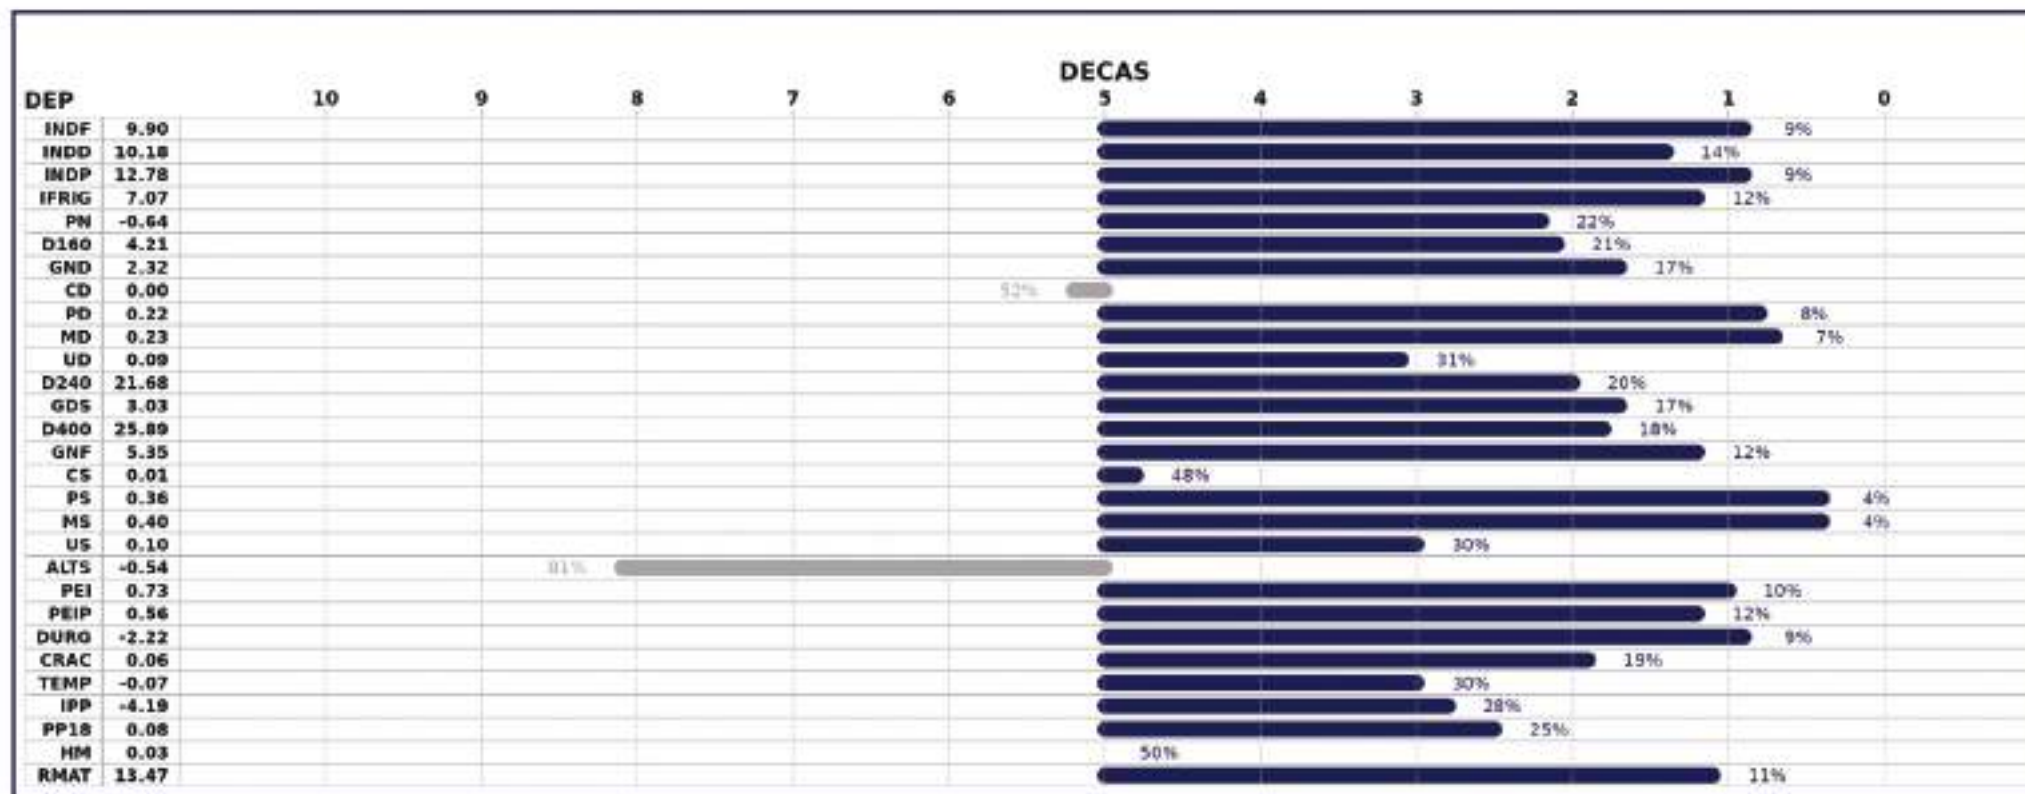 DECAS
DEP 10 9 8 7 6 5 4 3 2 1 0
INDF 9.90 9%
INDD 10.18 14%
INDP 12.78 9%
IFRIG 7.07 12%
PN -0.64 22%
D160 4.21 21%
GND 2.32 17%
CD 0.00 52%
PD 0.22 8%
MD 0.23 7%
UD 0.09 31%
D240 21.68 20%
GDS 3.03 17%
D400 25.89 18%
GNF 5.35 12%
CS 0.01 48%
PS 0.36 4%
MS 0.40 4%
US 0.10 30%
ALTS -0.54 81%
PEI 0.73 10%
PEIP 0.56 12%
DURG -2.22 9%
CRAC 0.06 19%
TEMP -0.07 30%
IPP -4.19 28%
PP18 0.08 25%
HM 0.03 50%
RMAT 13.47 11%